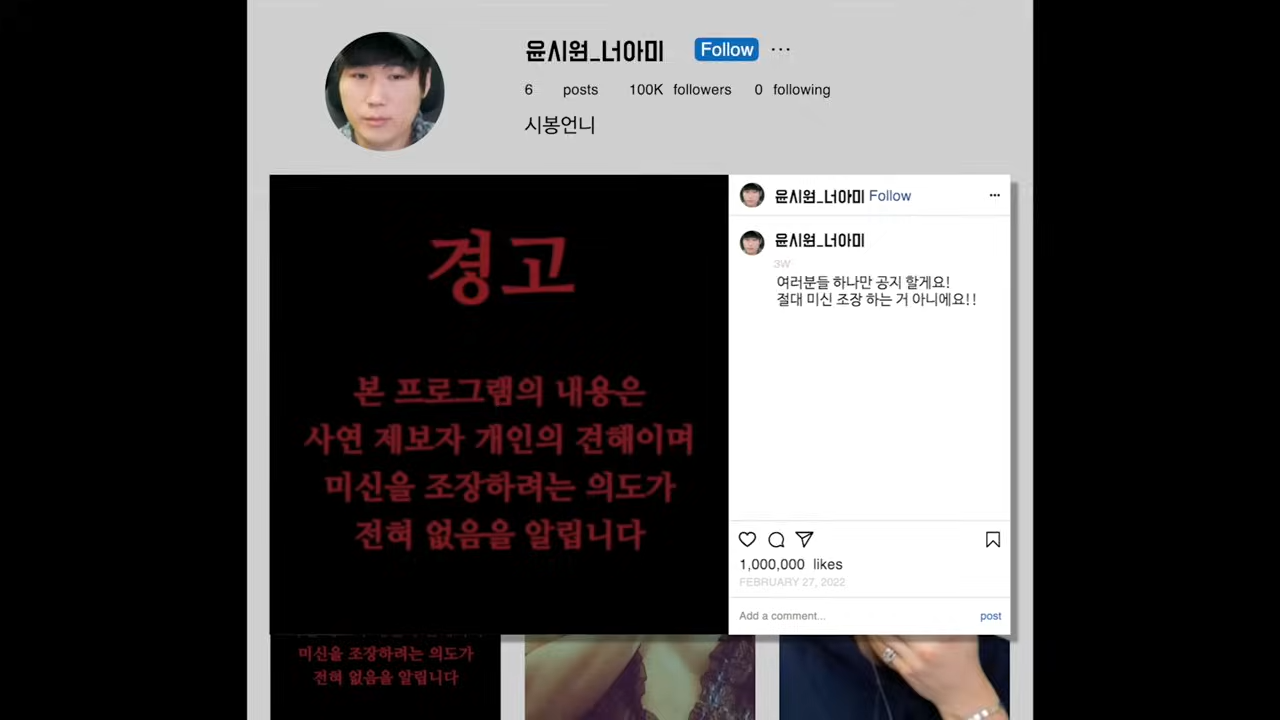 윤시원_너아미 Follow ...
6 posts 100K followers 0 following
시봉언니
경고
본 프로그램의 내용은
사연 제보자 개인의 견해이며
미신을 조장하려는 의도가
전혀 없음을 알립니다
윤시원_너아미 Follow ...
윤시원_너아미
3W
여러분들 하나만 공지 할게요!
절대 미신 조장 하는 거 아니에요!!
1,000,000 likes
FEBRUARY 27, 2022
Add a comment... post
미신을 조장하려는 의도가
전혀 없음을 알립니다